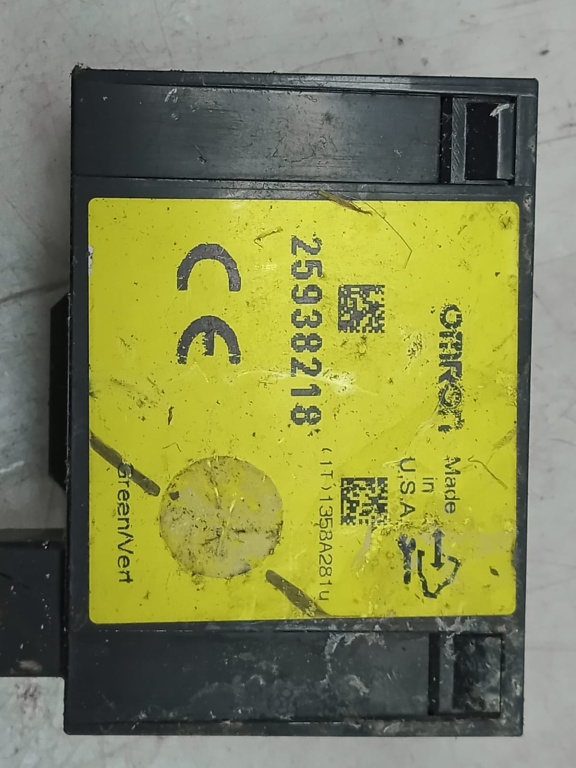 OMRON
Made
in
U.S.A
25938218
(1T)1358A281u
CE
Green/Vert